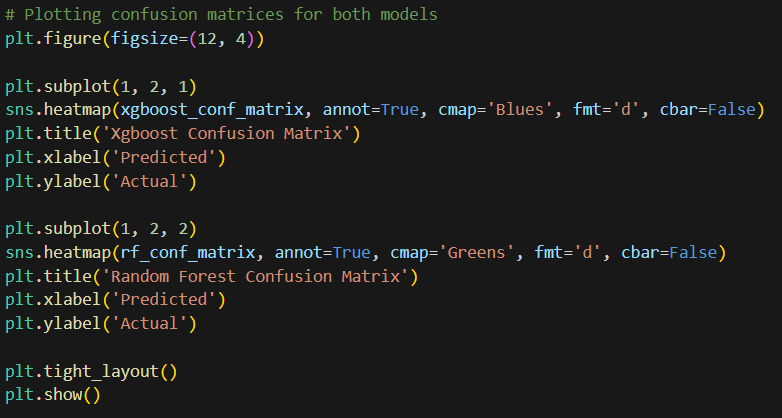 # Plotting confusion matrices for both models
plt.figure(figsize=(12, 4))
plt.subplot(1, 2, 1)
sns.heatmap(xgboost_conf_matrix, annot=True, cmap='Blues', fmt='d', cbar=False)
plt.title('Xgboost Confusion Matrix')
plt.xlabel('Predicted')
plt.ylabel('Actual')
plt.subplot(1, 2, 2)
sns.heatmap(rf_conf_matrix, annot=True, cmap='Greens', fmt='d', cbar=False)
plt.title('Random Forest Confusion Matrix')
plt.xlabel('Predicted')
plt.ylabel('Actual')
plt.tight_layout()
plt.show()